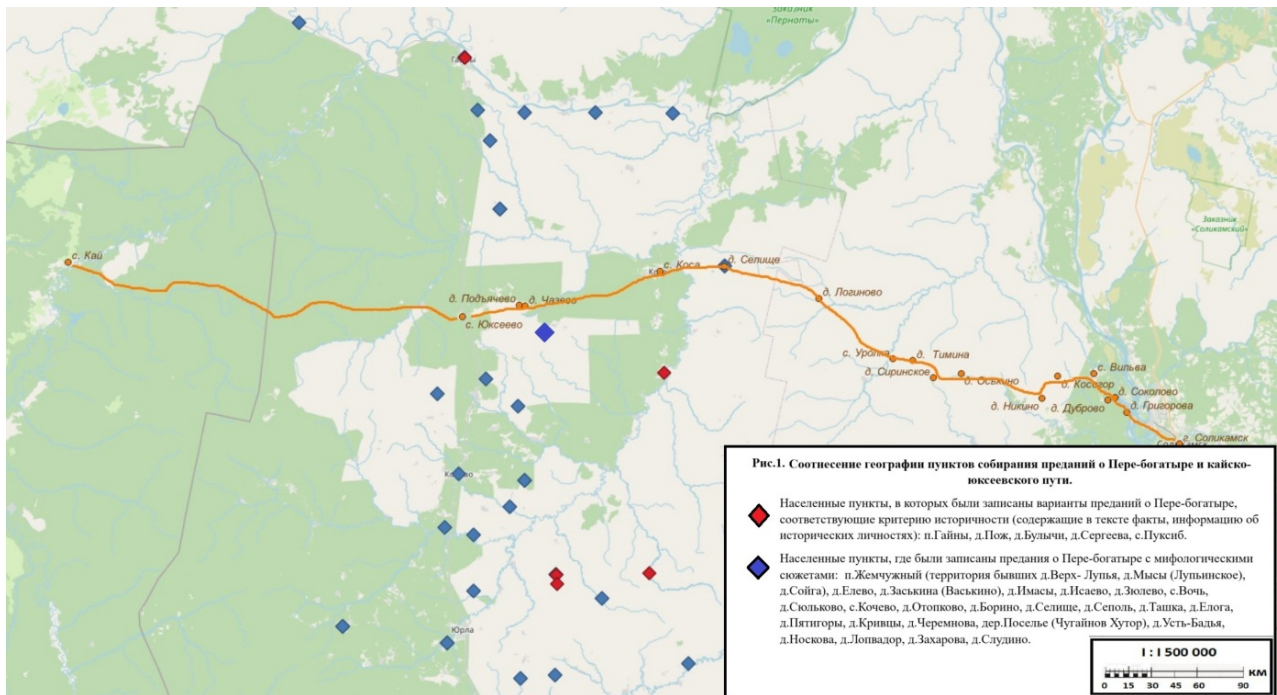 Заказник
«Пернаты»
Гайны
с. Кай
с. Коса
д. Селище
Заказник
«Соликамский»
д. Подъячево
д. Чазево
с. Юксеево
д. Логиново
с. Уролка
д. Тимина
д. Сиринское
д. Оськино
с. Вильва
д. Косогор
д. Соколово
д. Никино
д. Дуброво
д. Григорова
г. Соликамск
Кочево
Юрла
Рис.1. Соотнесение географии пунктов собирания преданий о Пере-богатыре и кайско-
юксеевского пути.
Населенные пункты, в которых были записаны варианты преданий о Пере-богатыре,
соответствующие критерию историчности (содержащие в тексте факты, информацию об
исторических личностях): п.Гайны, д.Пож, д.Булычи, д.Сергеева, с.Пуксиб.
Населенные пункты, где были записаны предания о Пере-богатыре с мифологическими
сюжетами: п.Жемчужный (территория бывших д.Верх- Лупья, д.Мысы (Лупьинское),
д.Сойга), д.Елево, д.Заськина (Васькино), д.Имасы, д.Исаево, д.Зюлево, с.Вочь,
д.Сюльково, с.Кочево, д.Отопково, д.Борино, д.Селище, д.Сеполь, д.Ташка, д.Елога,
д.Пятигоры, д.Кривцы, д.Черемнова, дер.Поселье (Чугайнов Хутор), д.Усть-Бадья,
д.Носкова, д.Лопвадор, д.Захарова, д.Слудино.
1 : 1 500 000
КМ
0 15 30 45 60 90